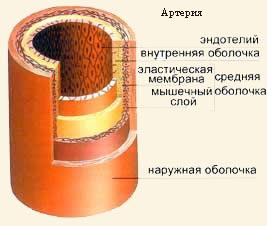 Артерия
эндотелий
внутренняя оболочка
эластическая
мембрана средняя
мышечный оболочка
слой
наружная оболочка